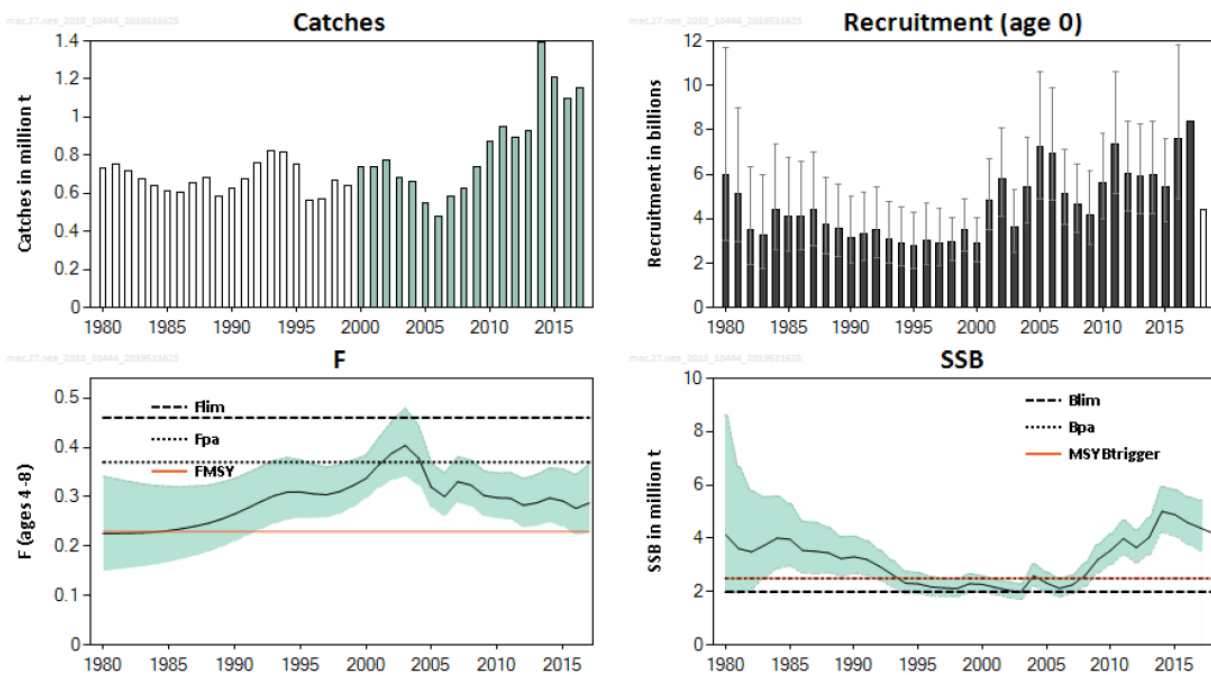 mac.27.nea_2018_10444_2019531625
Catches
Catches in million t
1.4
1.2
1
0.8
0.6
0.4
0.2
0
1980 1985 1990 1995 2000 2005 2010 2015
mac.27.nea_2018_10444_2019531625
Recruitment (age 0)
Recruitment in billions
12
10
8
6
4
2
0
1980 1985 1990 1995 2000 2005 2010 2015
mac.27.nea_2018_10444_2019531625
F
F (ages 4-8)
0.5
0.4
0.3
0.2
0.1
0
Flim
Fpa
FMSY
1980 1985 1990 1995 2000 2005 2010 2015
mac.27.nea_2018_10444_2019531625
SSB
SSB in million t
10
8
6
4
2
0
Blim
Bpa
MSYBtrigger
1980 1985 1990 1995 2000 2005 2010 2015